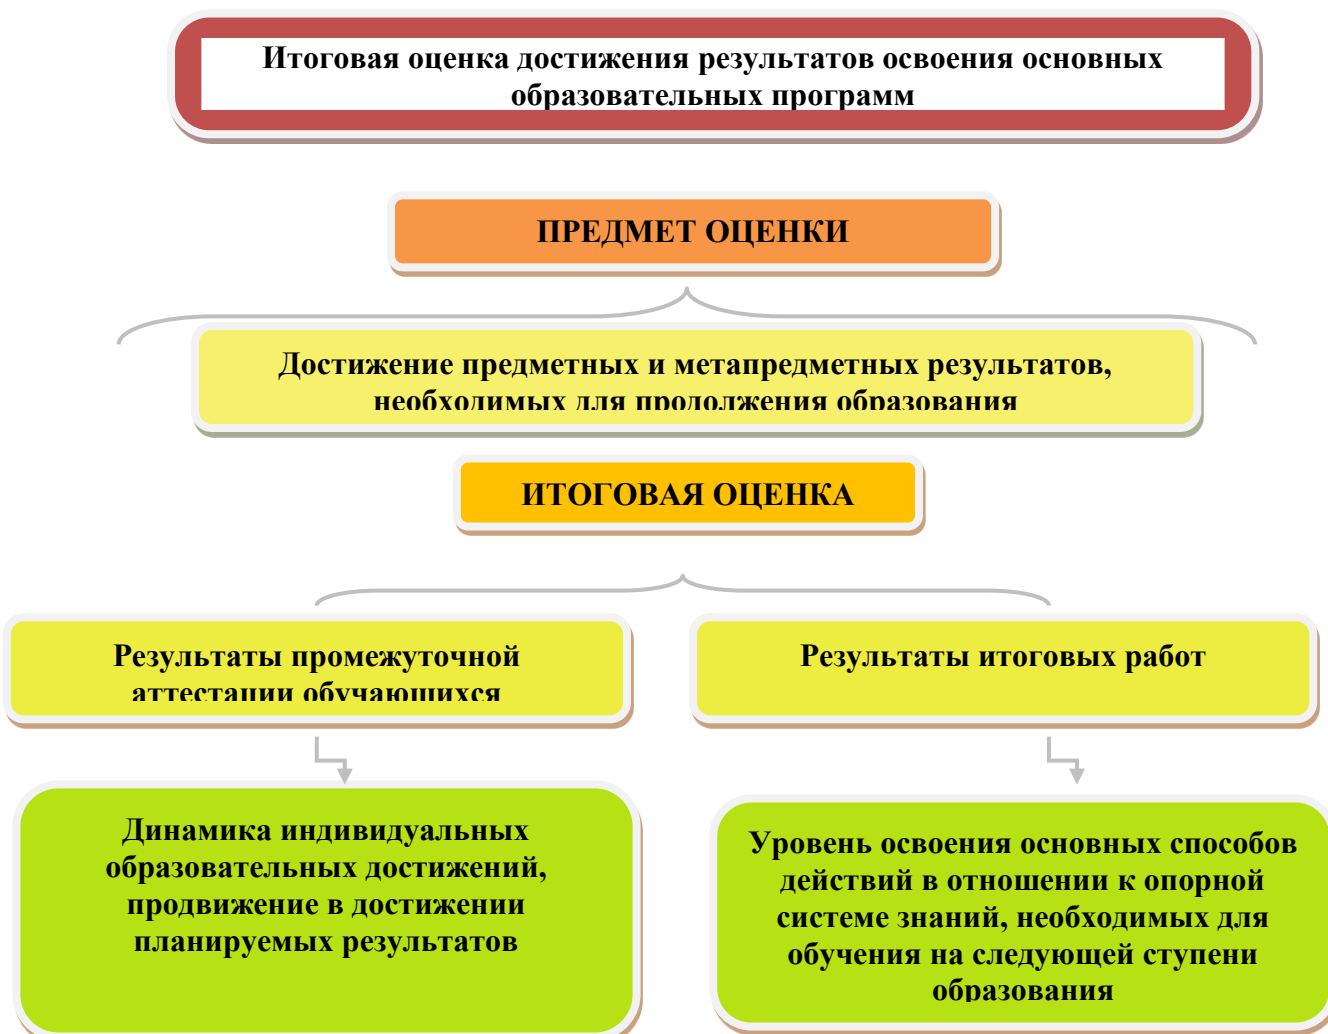 Итоговая оценка достижения результатов освоения основных
образовательных программ
ПРЕДМЕТ ОЦЕНКИ
Достижение предметных и метапредметных результатов,
необходимых для продолжения образования
ИТОГОВАЯ ОЦЕНКА
Результаты промежуточной
аттестации обучающихся
Результаты итоговых работ
Динамика индивидуальных
образовательных достижений,
продвижение в достижении
планируемых результатов
Уровень освоения основных способов
действий в отношении к опорной
системе знаний, необходимых для
обучения на следующей ступени
образования